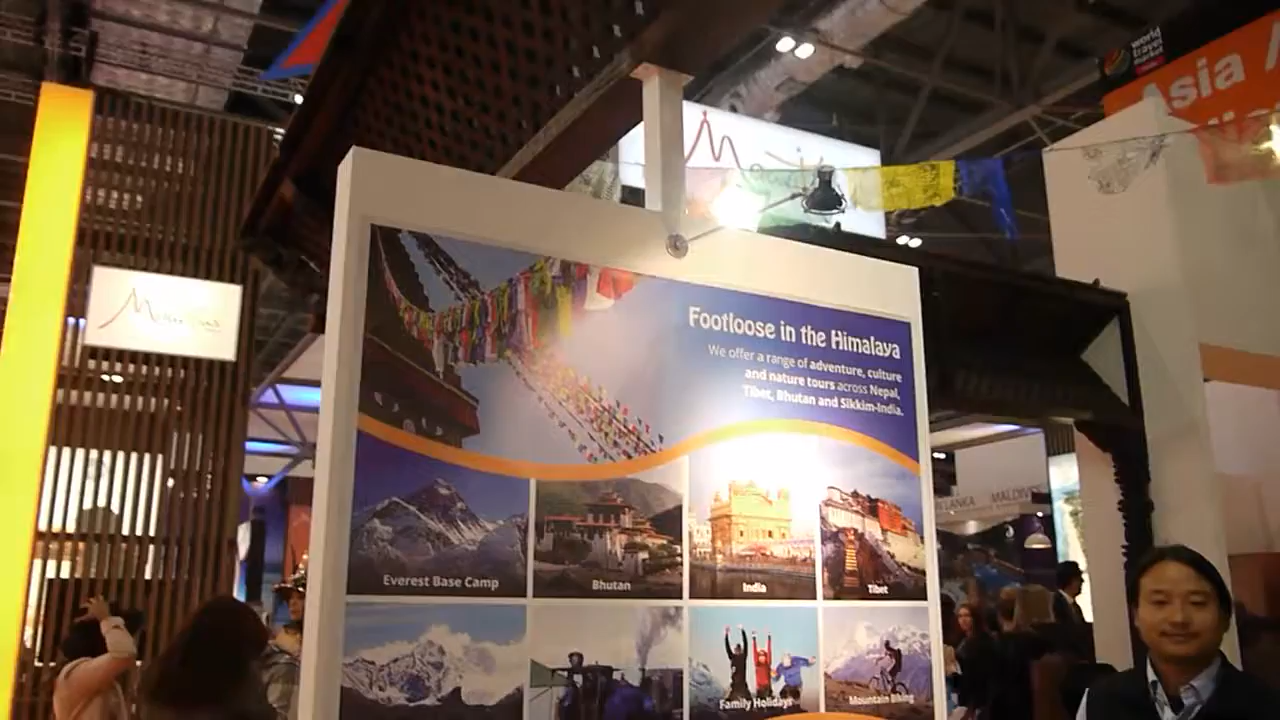 world
travel
market
Asia
Footloose in the Himalaya
We offer a range of adventure, culture
and nature tours across Nepal,
Tibet, Bhutan and Sikkim-India.
Everest Base Camp
Bhutan
India
Tibet
Family Holidays
Mountain Biking
MALDIVES